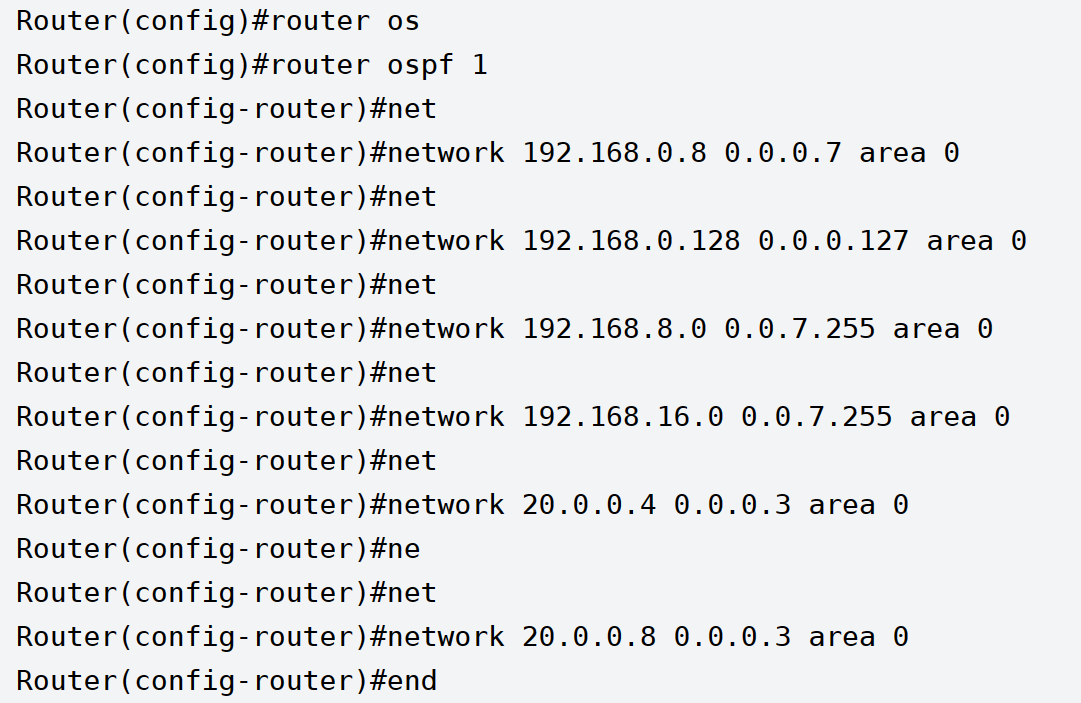 Router(config)#router os
Router(config)#router ospf 1
Router(config-router)#net
Router(config-router)#network 192.168.0.8 0.0.0.7 area 0
Router(config-router)#net
Router(config-router)#network 192.168.0.128 0.0.0.127 area 0
Router(config-router)#net
Router(config-router)#network 192.168.8.0 0.0.7.255 area 0
Router(config-router)#net
Router(config-router)#network 192.168.16.0 0.0.7.255 area 0
Router(config-router)#net
Router(config-router)#network 20.0.0.4 0.0.0.3 area 0
Router(config-router)#ne
Router(config-router)#net
Router(config-router)#network 20.0.0.8 0.0.0.3 area 0
Router(config-router)#end